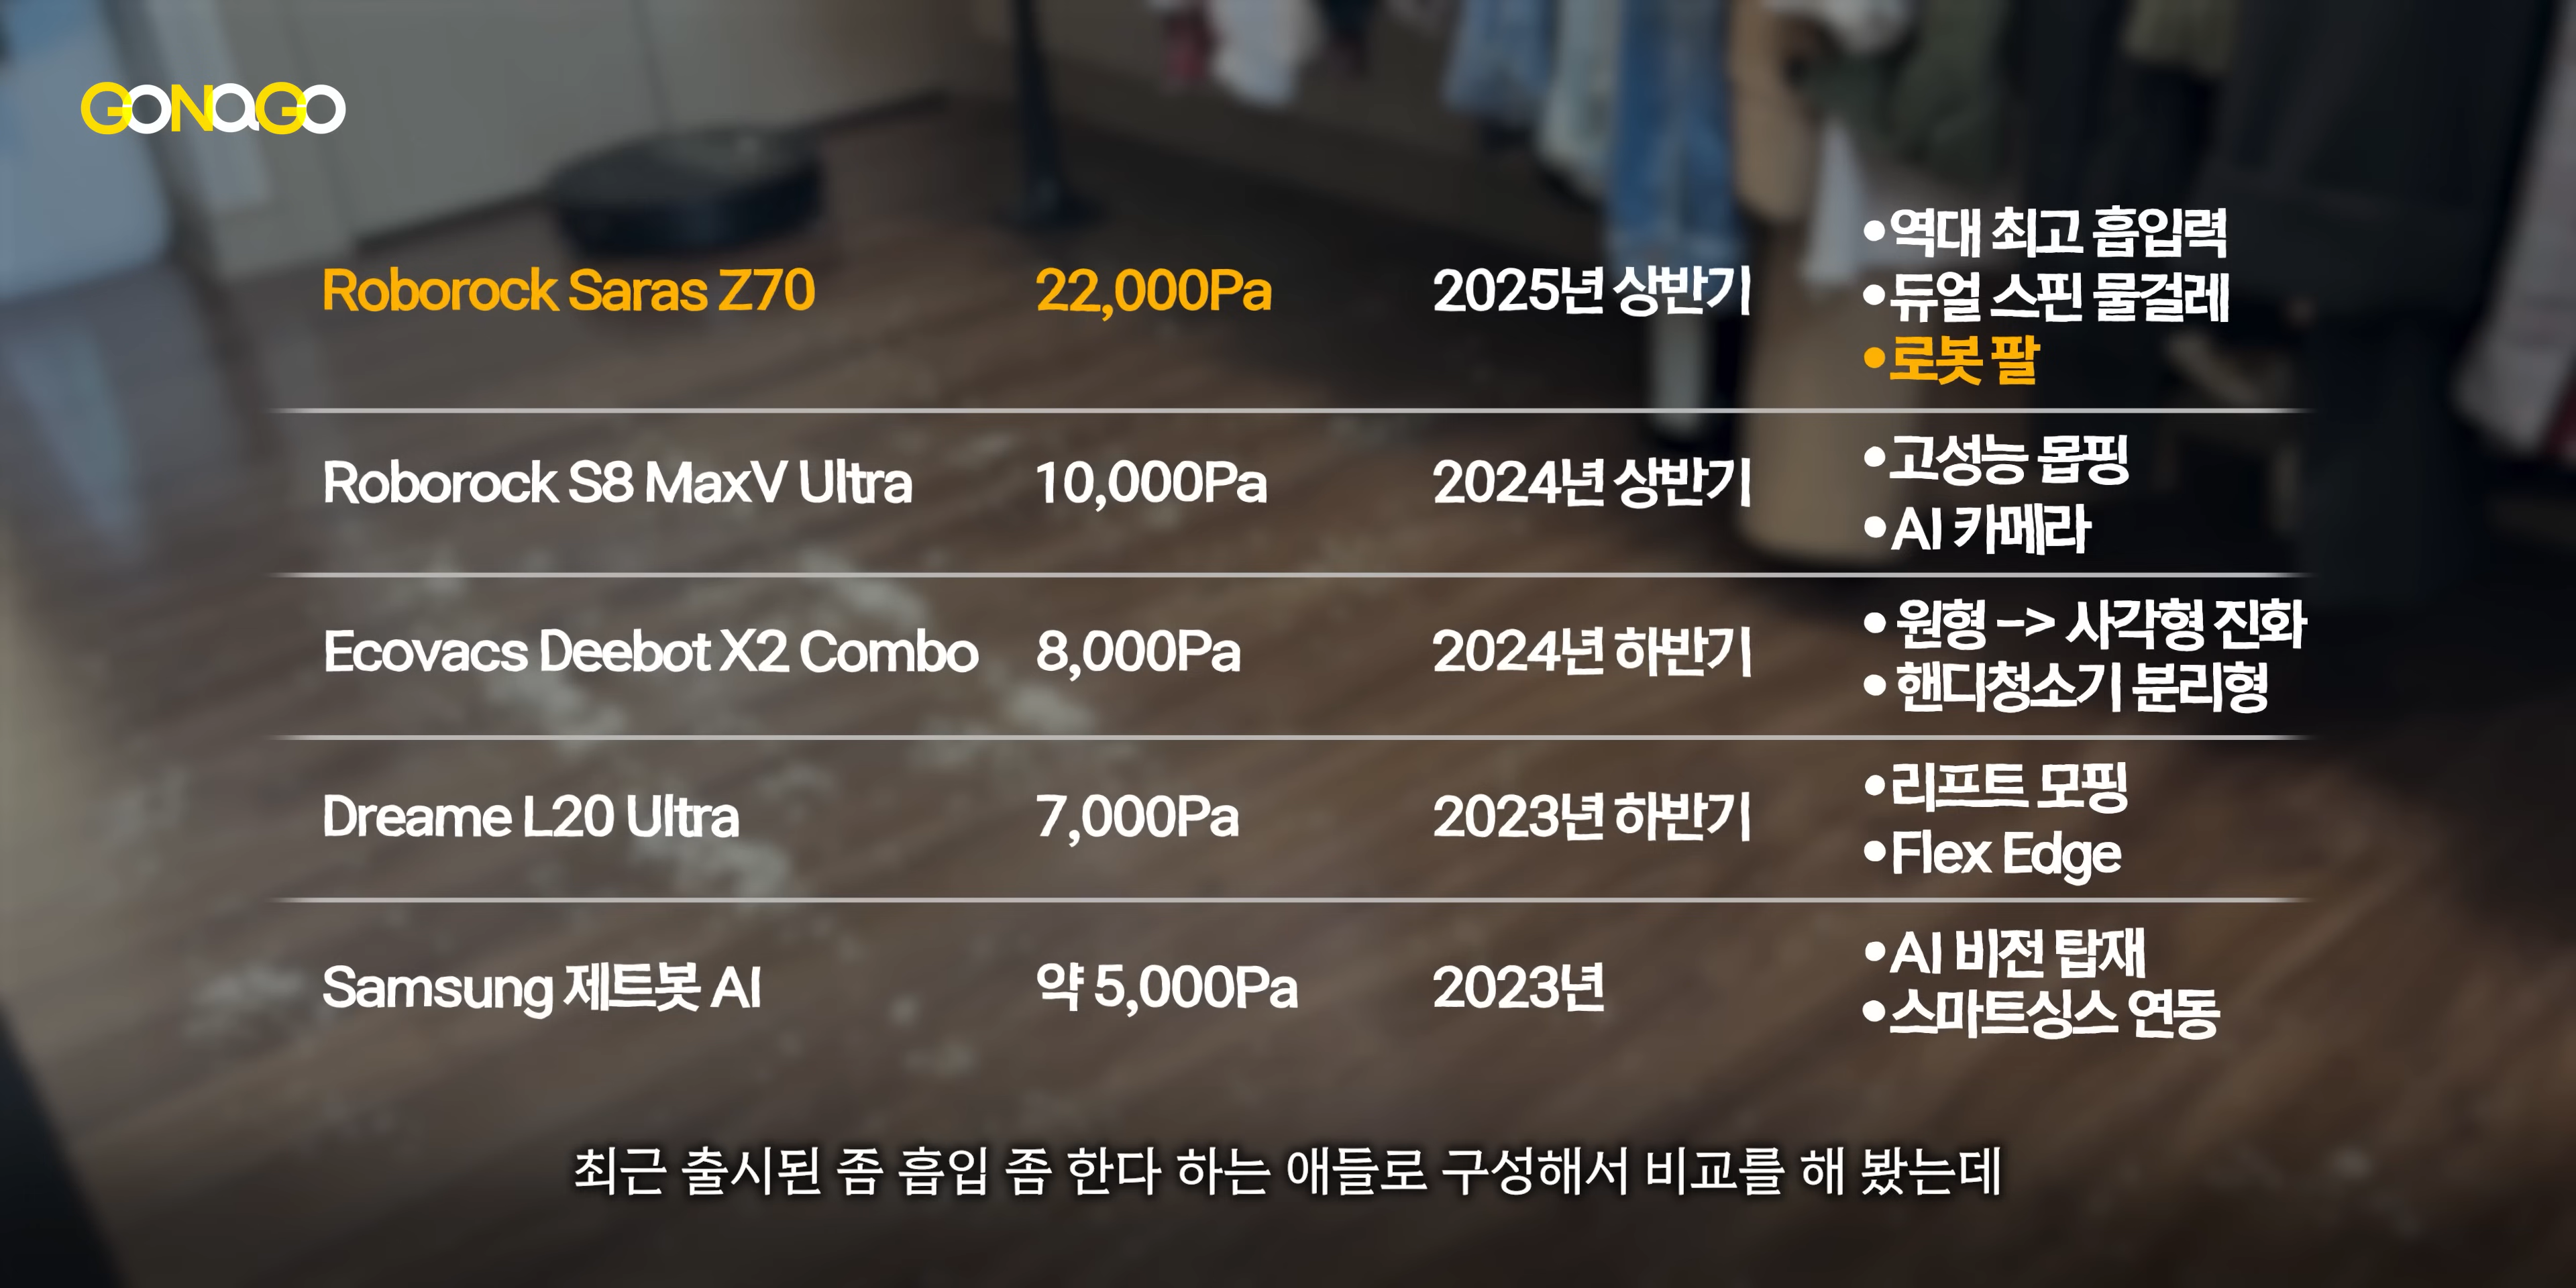 GONaGO
Roborock Saras Z70 22,000Pa 2025년 상반기
•역대 최고 흡입력
•듀얼 스핀 물걸레
•로봇 팔
Roborock S8 MaxV Ultra 10,000Pa 2024년 상반기
•고성능 몹핑
•AI 카메라
Ecovacs Deebot X2 Combo 8,000Pa 2024년 하반기
• 원형 -> 사각형 진화
• 핸디청소기 분리형
Dreame L20 Ultra 7,000Pa 2023년 하반기
•리프트 모핑
•Flex Edge
Samsung 제트봇 AI 약 5,000Pa 2023년
•AI 비전 탑재
•스마트싱스 연동
최근 출시된 좀 흡입 좀 한다 하는 애들로 구성해서 비교를 해 봤는데